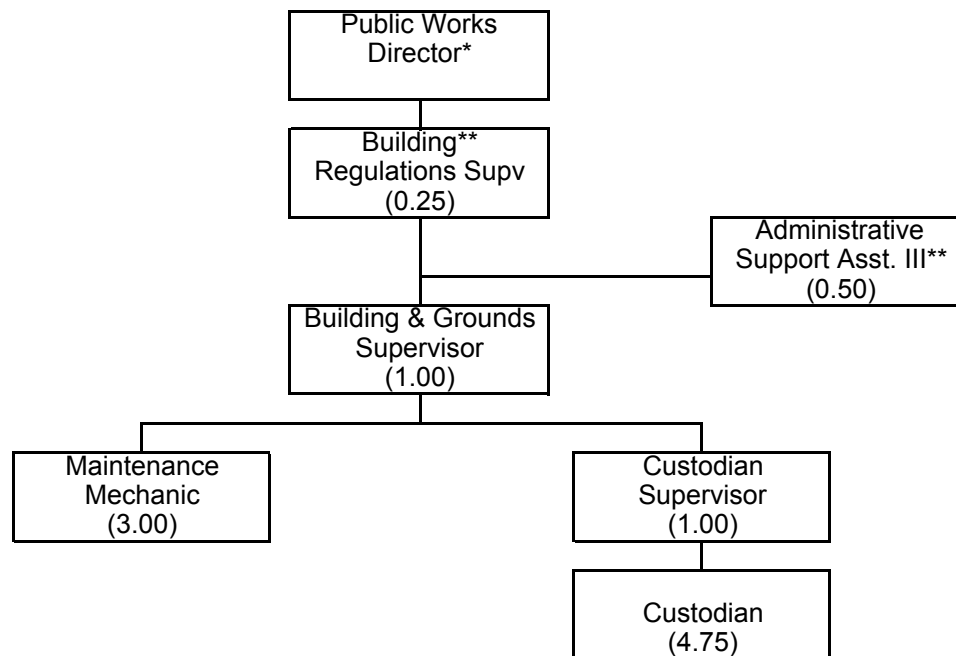 Public Works
Director*
Building**
Regulations Supv
(0.25)
Administrative
Support Asst. III**
(0.50)
Building & Grounds
Supervisor
(1.00)
Maintenance
Mechanic
(3.00)
Custodian
Supervisor
(1.00)
Custodian
(4.75)